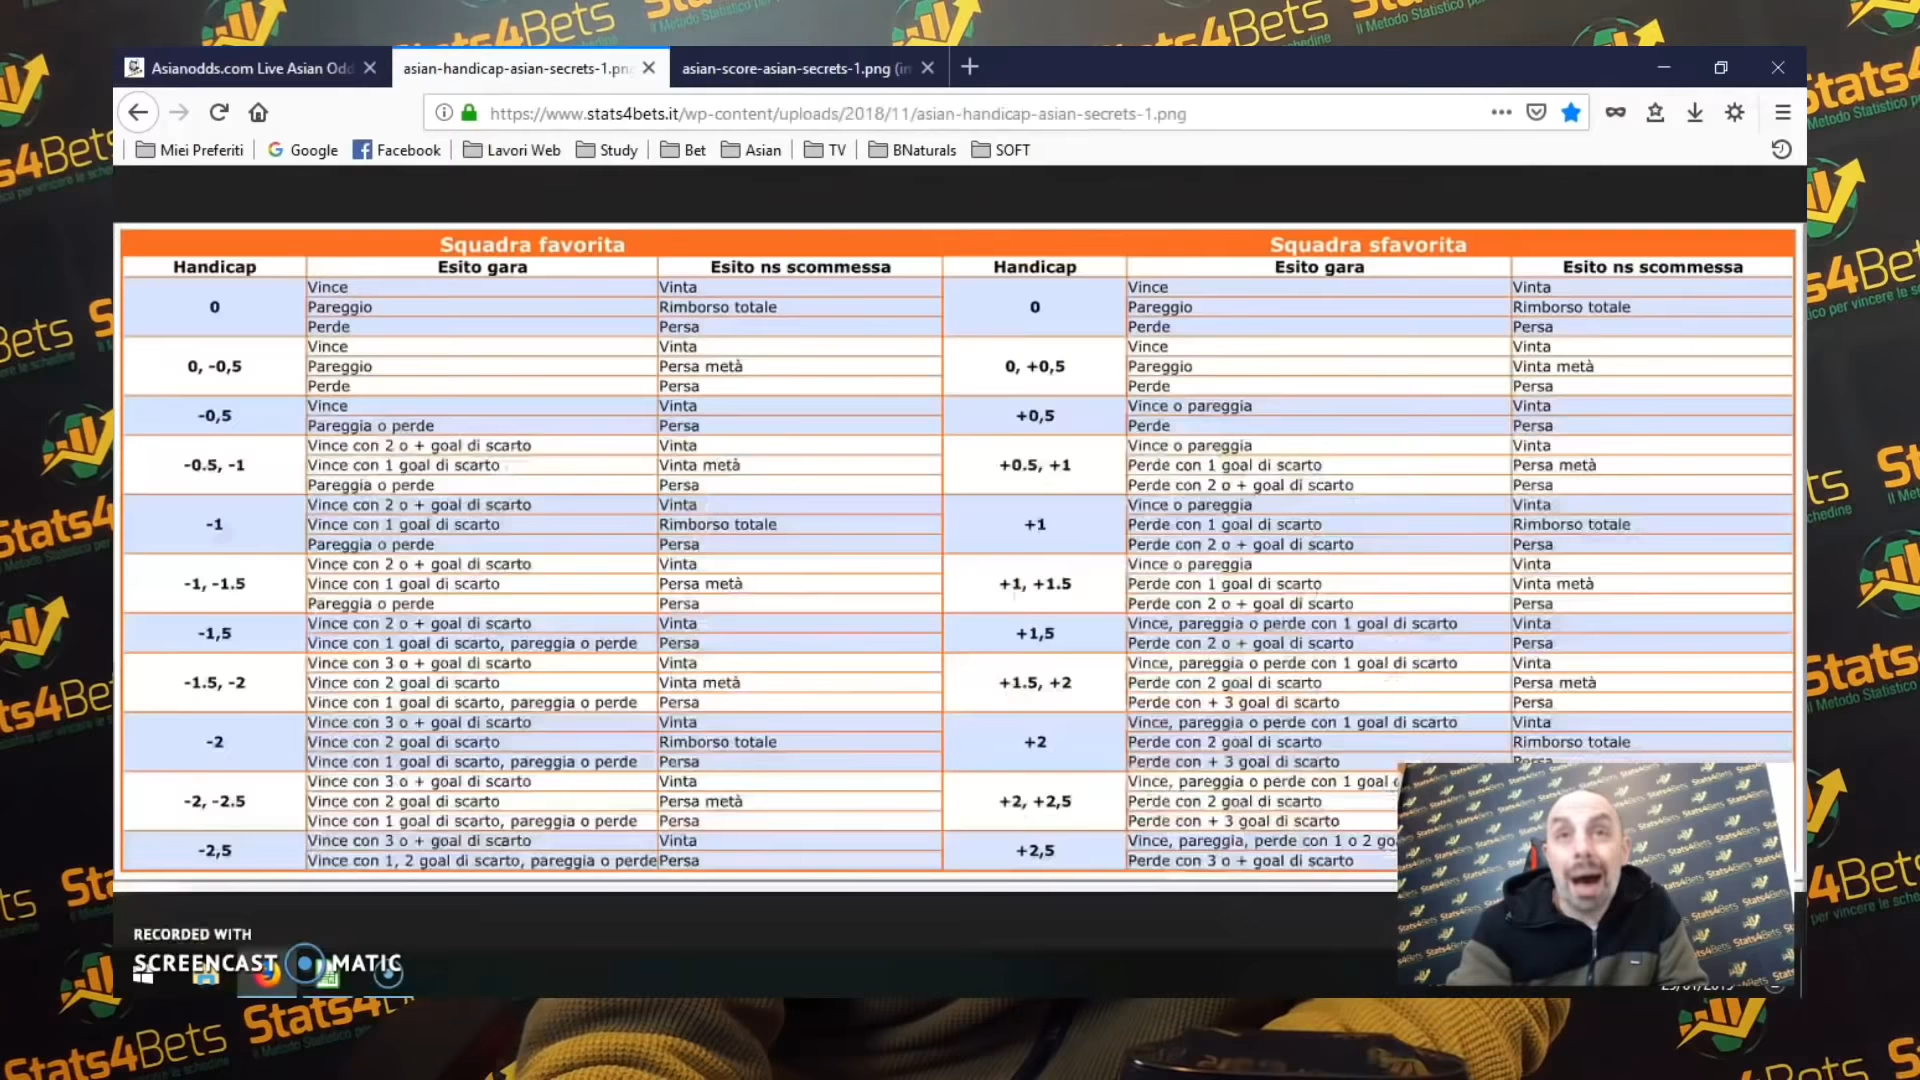 Asianodds.com Live Asian Odd
asian-handicap-asian-secrets-1.png
asian-score-asian-secrets-1.png (in
https://www.stats4bets.it/wp-content/uploads/2018/11/asian-handicap-asian-secrets-1.png
Miei Preferiti Google Facebook Lavori Web Study Bet Asian TV BNaturals SOFT
Squadra favorita Squadra sfavorita
Handicap Esito gara Esito ns scommessa Handicap Esito gara Esito ns scommessa
Vince Vinta Vince Vinta
0 Pareggio Rimborso totale 0 Pareggio Rimborso totale
Perde Persa Perde Persa
Vince Vinta Vince Vinta
0, -0,5 Pareggio Persa metà 0, +0,5 Pareggio Vinta metà
Perde Persa Perde Persa
-0,5 Vince Vinta +0,5 Vince o pareggia Vinta
Pareggia o perde Persa Perde Persa
Vince con 2 o + goal di scarto Vinta Vince o pareggia Vinta
-0.5, -1 Vince con 1 goal di scarto Vinta metà +0.5, +1 Perde con 1 goal di scarto Persa metà
Pareggia o perde Persa Perde con 2 o + goal di scarto Persa
Vince con 2 o + goal di scarto Vinta Vince o pareggia Vinta
-1 Vince con 1 goal di scarto Rimborso totale +1 Perde con 1 goal di scarto Rimborso totale
Pareggia o perde Persa Perde con 2 o + goal di scarto Persa
Vince con 2 o + goal di scarto Vinta Vince o pareggia Vinta
-1, -1.5 Vince con 1 goal di scarto Persa metà +1, +1.5 Perde con 1 goal di scarto Vinta metà
Pareggia o perde Persa Perde con 2 o + goal di scarto Persa
-1,5 Vince con 2 o + goal di scarto Vinta +1,5 Vince, pareggia o perde con 1 goal di scarto Vinta
Vince con 1 goal di scarto, pareggia o perde Persa Perde con 2 o + goal di scarto Persa
Vince con 3 o + goal di scarto Vinta Vince, pareggia o perde con 1 goal di scarto Vinta
-1.5, -2 Vince con 2 goal di scarto Vinta metà +1.5, +2 Perde con 2 goal di scarto Persa metà
Vince con 1 goal di scarto, pareggia o perde Persa Perde con + 3 goal di scarto Persa
Vince con 3 o + goal di scarto Vinta Vince, pareggia o perde con 1 goal di scarto Vinta
-2 Vince con 2 goal di scarto Rimborso totale +2 Perde con 2 goal di scarto Rimborso totale
Vince con 1 goal di scarto, pareggia o perde Persa Perde con + 3 goal di scarto Persa
Vince con 3 o + goal di scarto Vinta Vince, pareggia o perde con 1 goal
-2, -2.5 Vince con 2 goal di scarto Persa metà +2, +2,5 Perde con 2 goal di scarto
Vince con 1 goal di scarto, pareggia o perde Persa Perde con + 3 goal di scarto
-2,5 Vince con 3 o + goal di scarto Vinta +2,5 Vince, pareggia, perde con 1 o 2 go
Vince con 1, 2 goal di scarto, pareggia o perde Persa Perde con 3 o + goal di scarto
RECORDED WITH
SCREENCAST MATIC
Stats4Bets